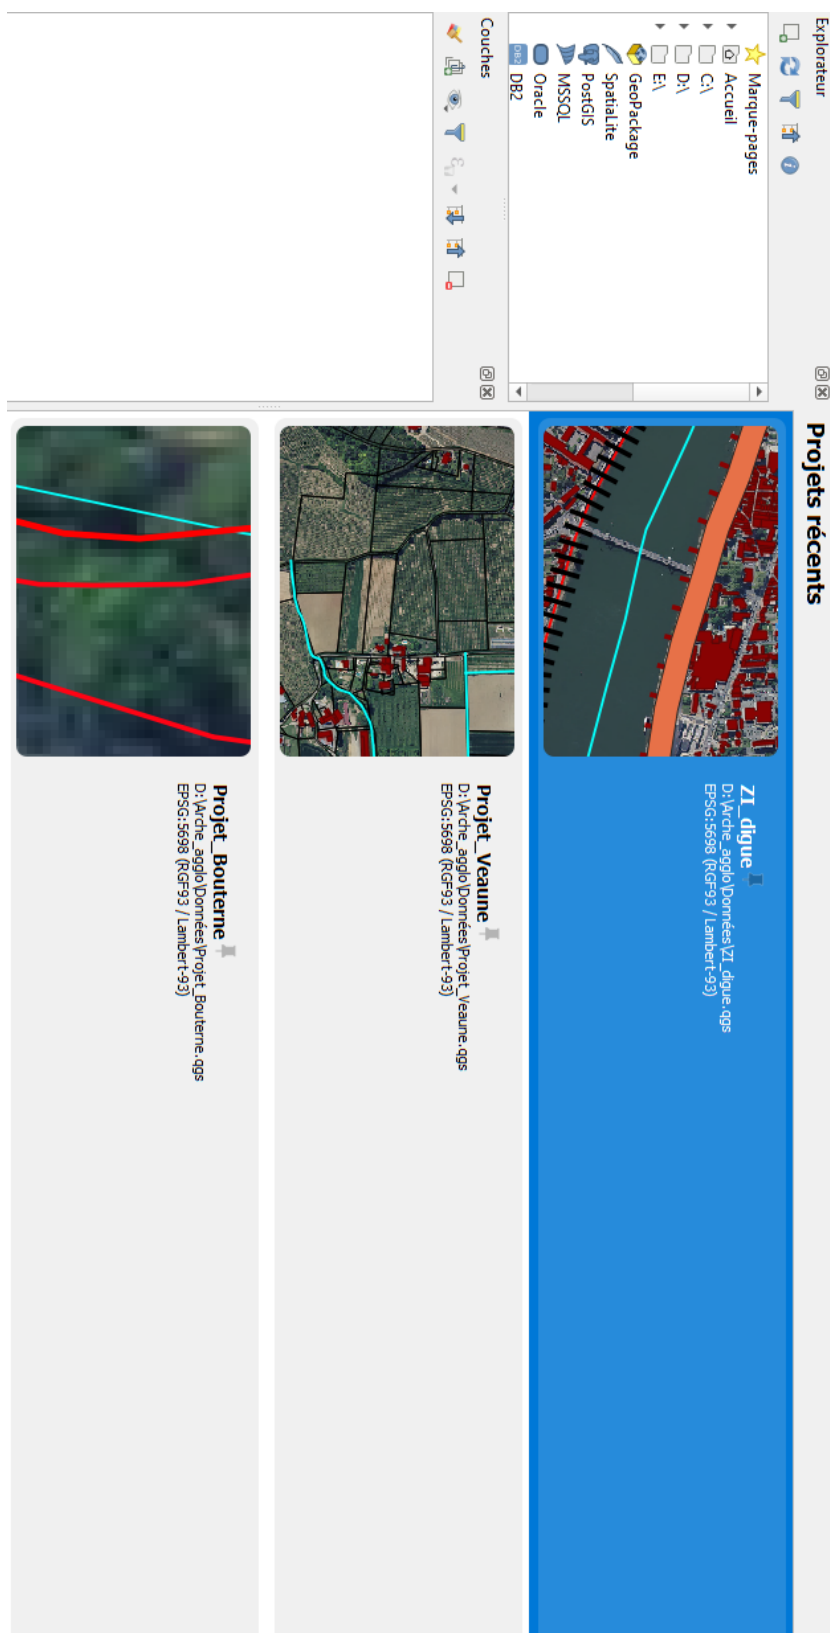 Explorateur
Marque-pages
Accueil
C:\
D:\
E:\
GeoPackage
SpatiaLite
PostGIS
MSSQL
Oracle
DB2
DB2
Couches
Projets récents
ZI_digue
D:\Arche_agglo\Données\ZI_digue.qgs
EPSG:5698 (RGF93 / Lambert-93)
Projet_Veaune
D:\Arche_agglo\Données\Projet_Veaune.qgs
EPSG:5698 (RGF93 / Lambert-93)
Projet_Bouterne
D:\Arche_agglo\Données\Projet_Bouterne.qgs
EPSG:5698 (RGF93 / Lambert-93)